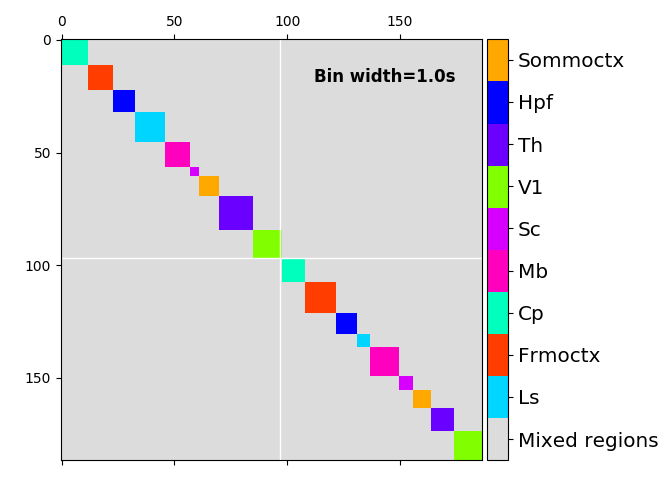 0 50 100 150
0
50
100
150
Bin width=1.0s
Sommoctx
Hpf
Th
V1
Sc
Mb
Cp
Frmoctx
Ls
Mixed regions